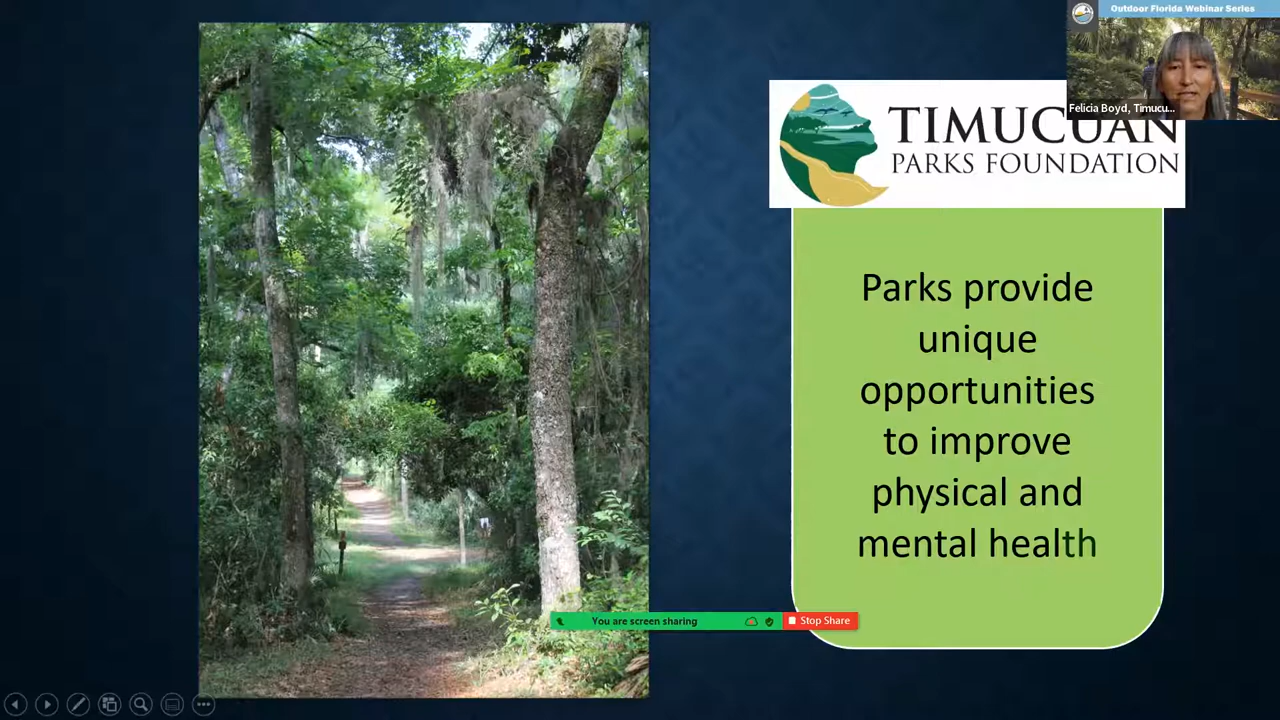 Outdoor Florida Webinar Series
Felicia Boyd, Timucu...
TIMUCUAN
PARKS FOUNDATION
Parks provide
unique
opportunities
to improve
physical and
mental health
You are screen sharing
Stop Share